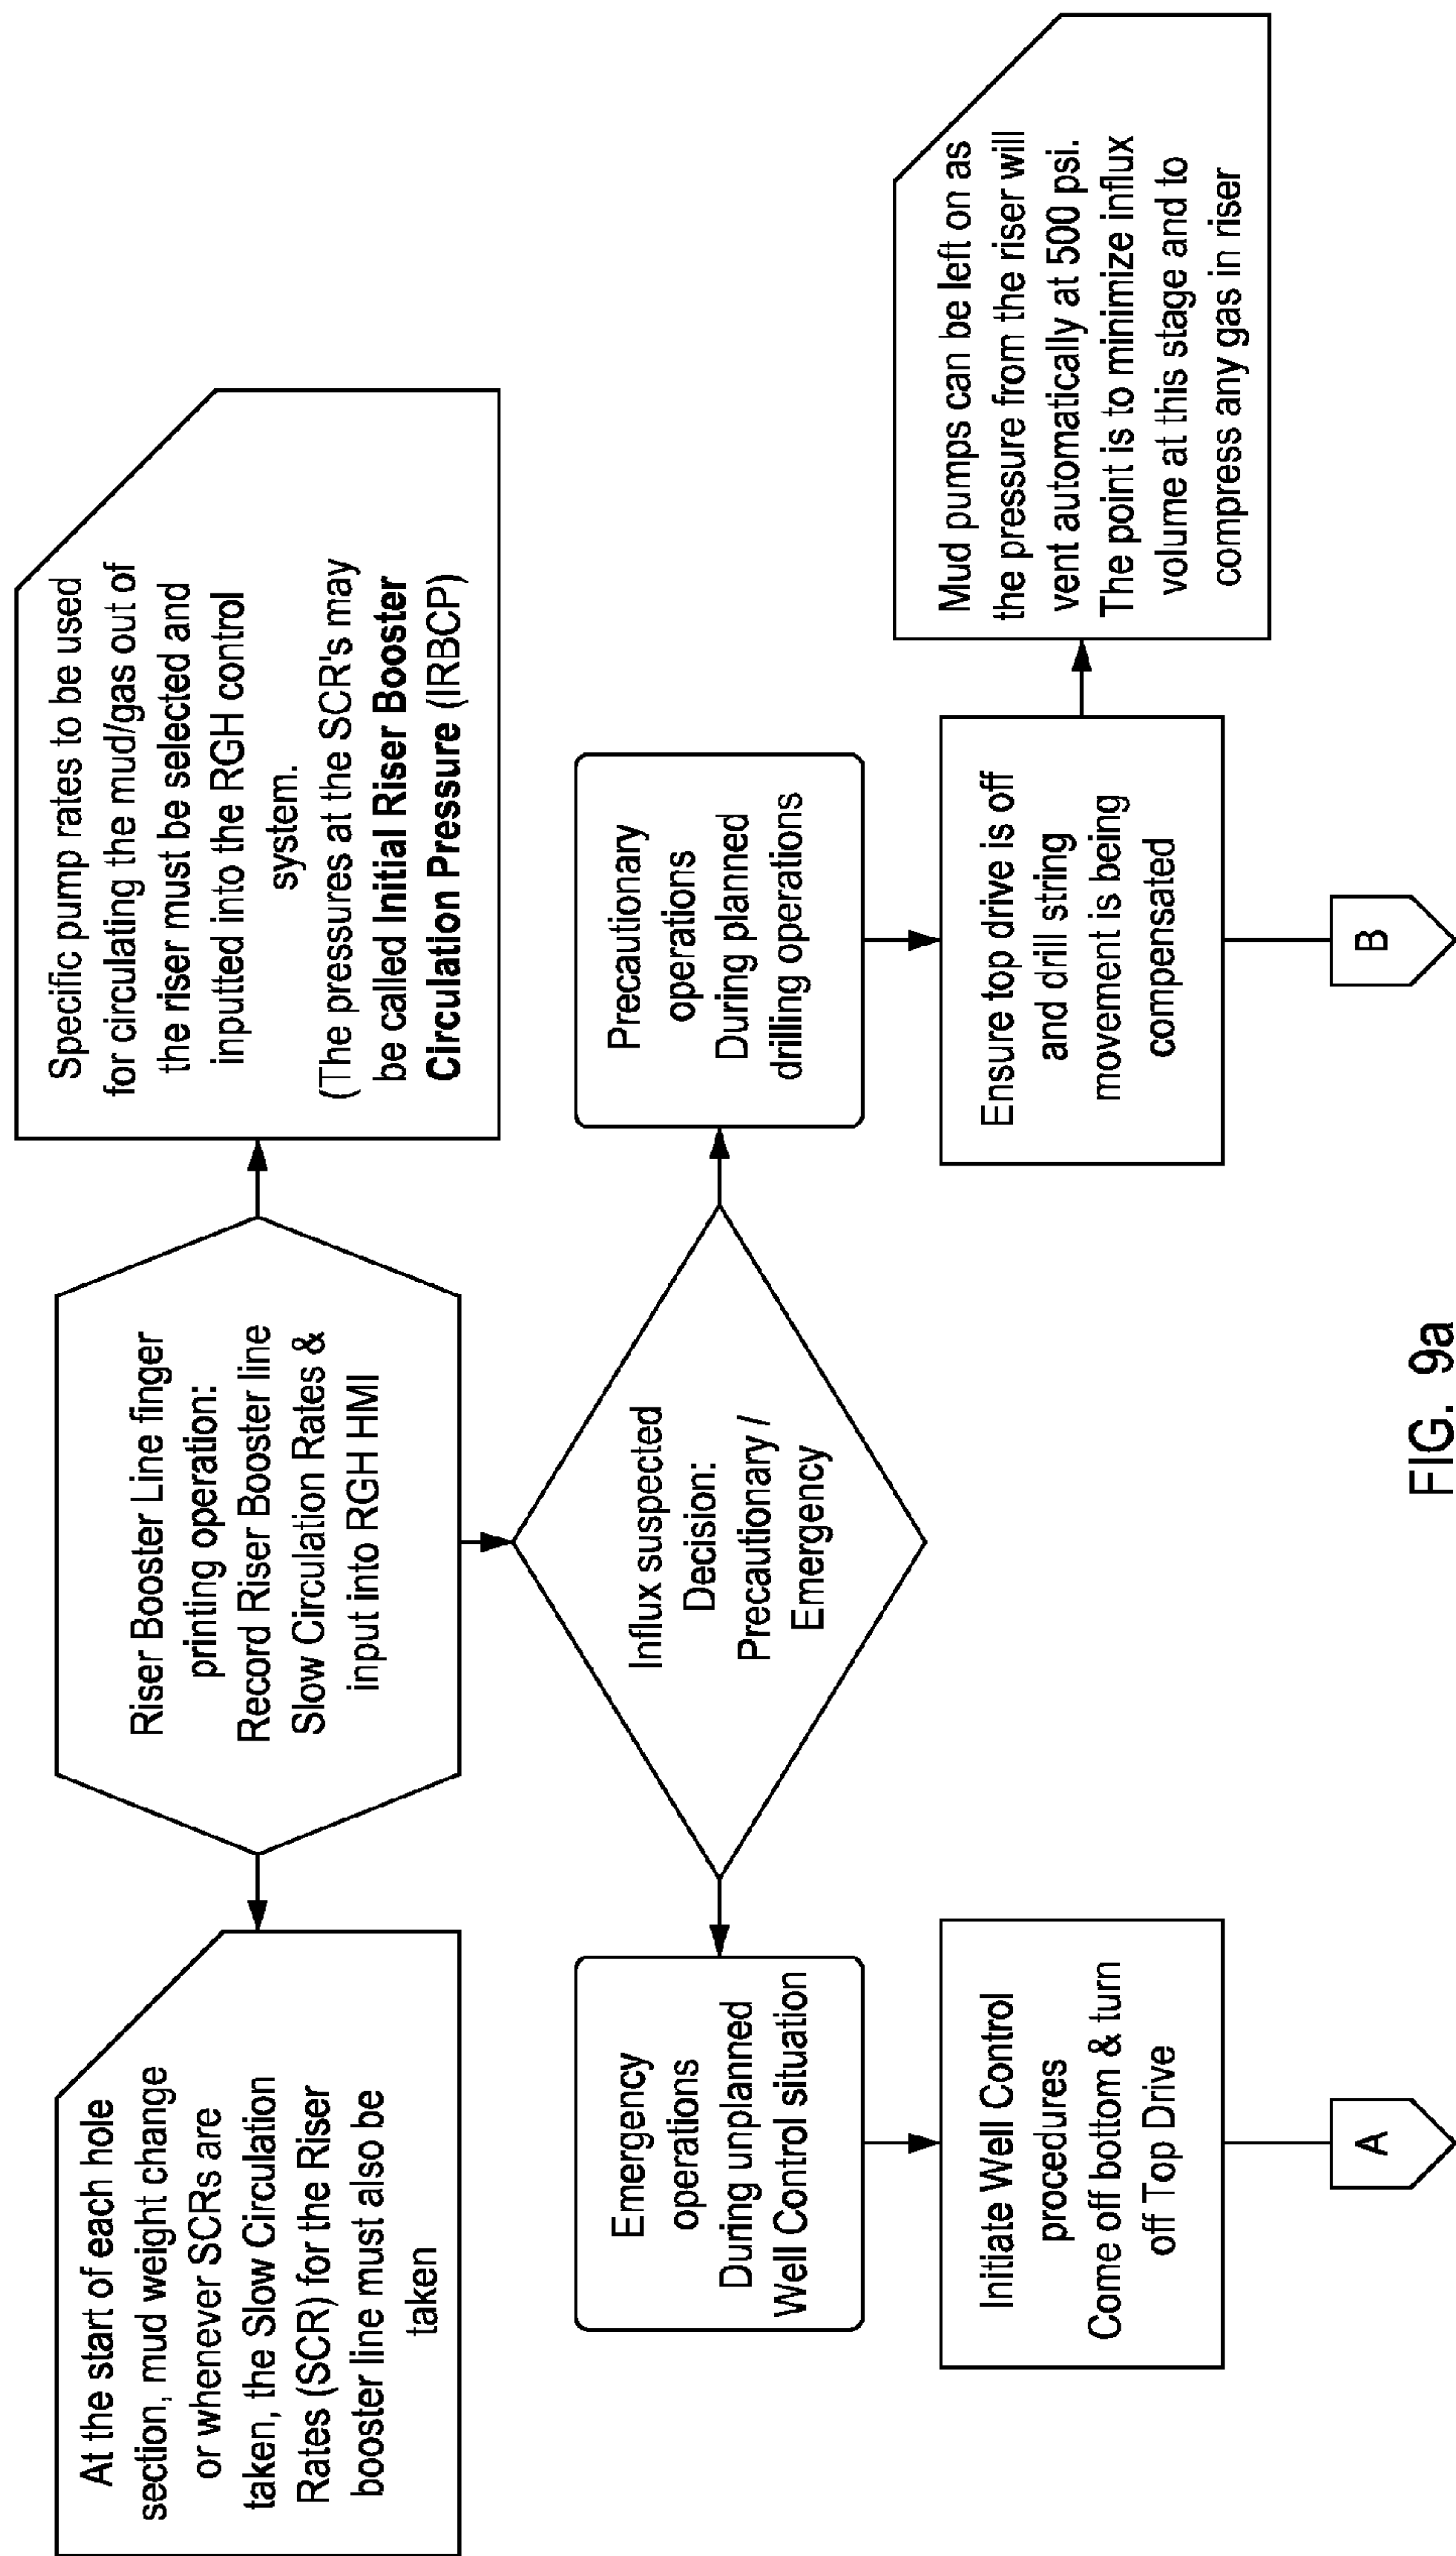 At the start of each hole
section, mud weight change
or whenever SCRs are
taken, the Slow Circulation
Rates (SCR) for the Riser
booster line must also be
taken
Riser Booster Line finger
printing operation:
Record Riser Booster line
Slow Circulation Rates &
input into RGH HMI
Specific pump rates to be used
for circulating the mud/gas out of
the riser must be selected and
inputted into the RGH control
system.
(The pressures at the SCR's may
be called Initial Riser Booster
Circulation Pressure (IRBCP)
Emergency
operations
During unplanned
Well Control situation
Influx suspected
Decision:
Precautionary /
Emergency
Precautionary
operations
During planned
drilling operations
Initiate Well Control
procedures
Come off bottom & turn
off Top Drive
Ensure top drive is off
and drill string
movement is being
compensated
Mud pumps can be left on as
the pressure from the riser will
vent automatically at 500 psi.
The point is to minimize influx
volume at this stage and to
compress any gas in riser
A
B
FIG. 9a